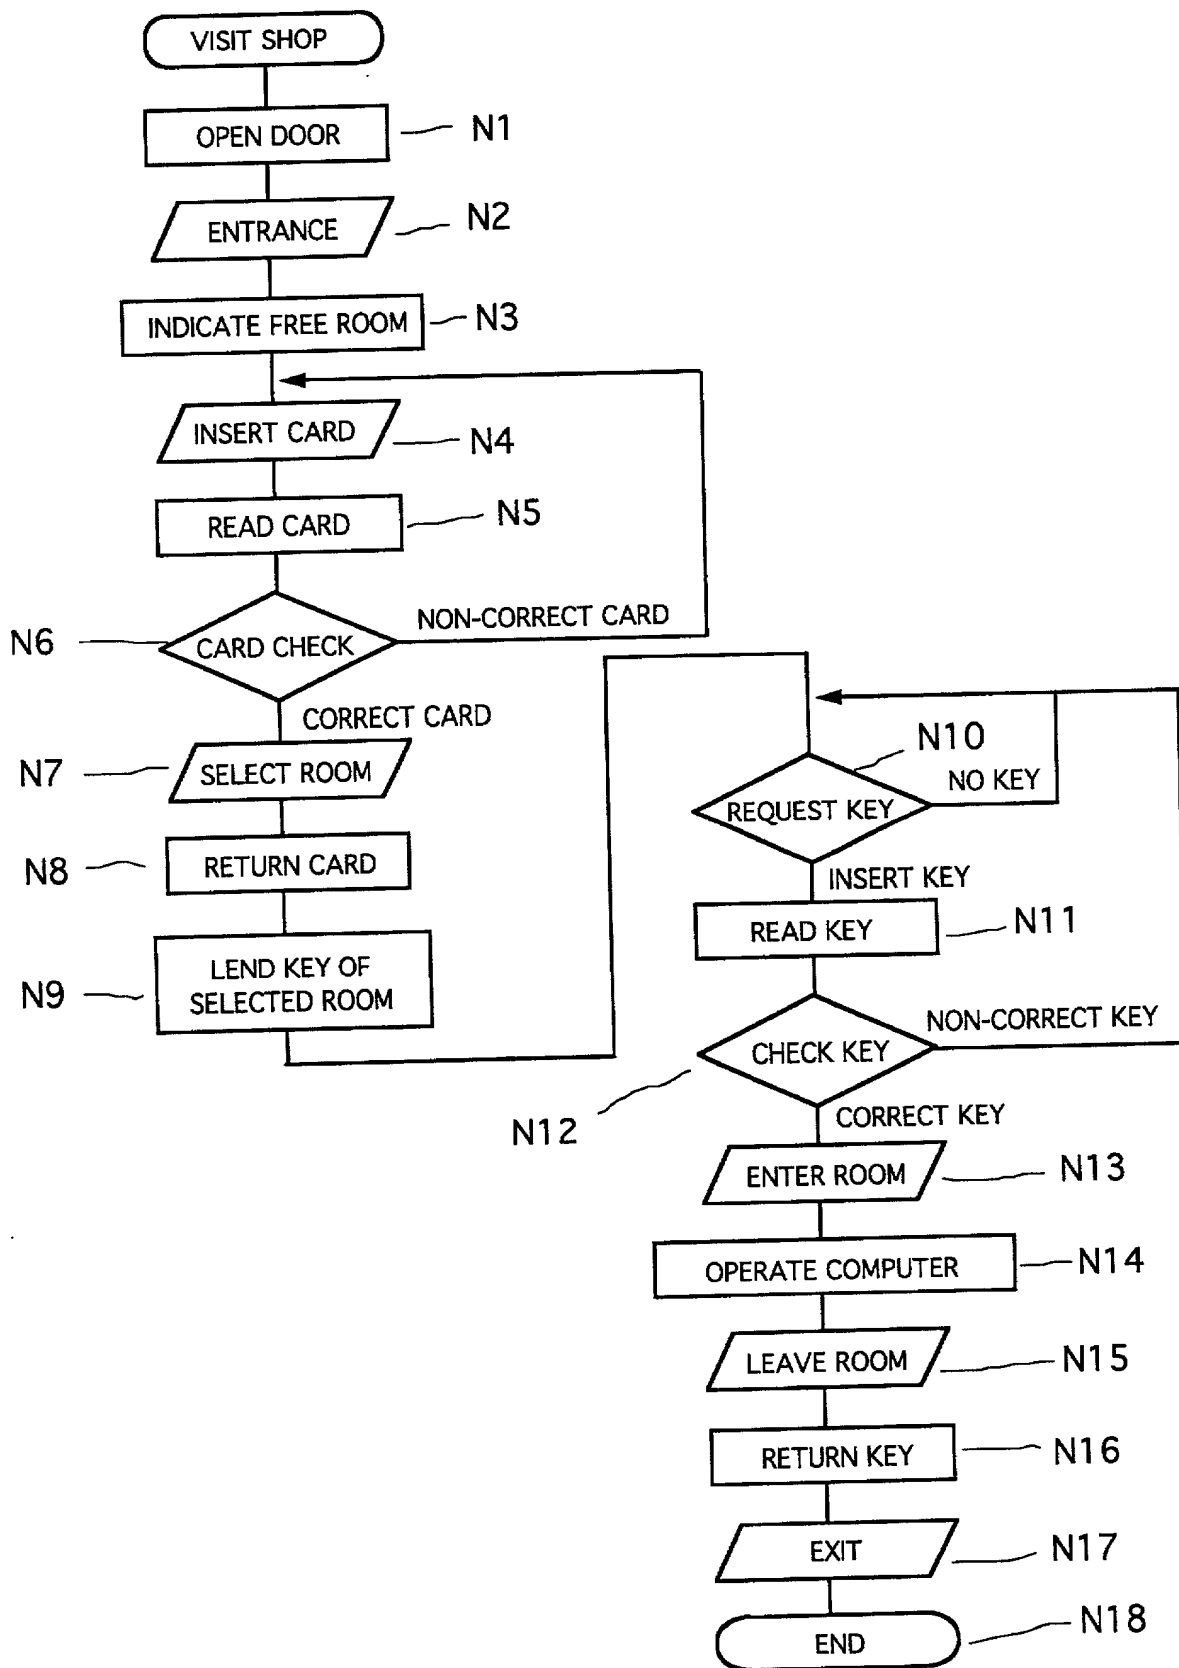 VISIT SHOP
OPEN DOOR
N1
ENTRANCE
N2
INDICATE FREE ROOM
N3
INSERT CARD
N4
READ CARD
N5
N6
CARD CHECK
NON-CORRECT CARD
CORRECT CARD
N7
SELECT ROOM
N8
RETURN CARD
N9
LEND KEY OF
SELECTED ROOM
N10
REQUEST KEY
NO KEY
INSERT KEY
READ KEY
N11
CHECK KEY
NON-CORRECT KEY
N12
CORRECT KEY
ENTER ROOM
N13
OPERATE COMPUTER
N14
LEAVE ROOM
N15
RETURN KEY
N16
EXIT
N17
END
N18